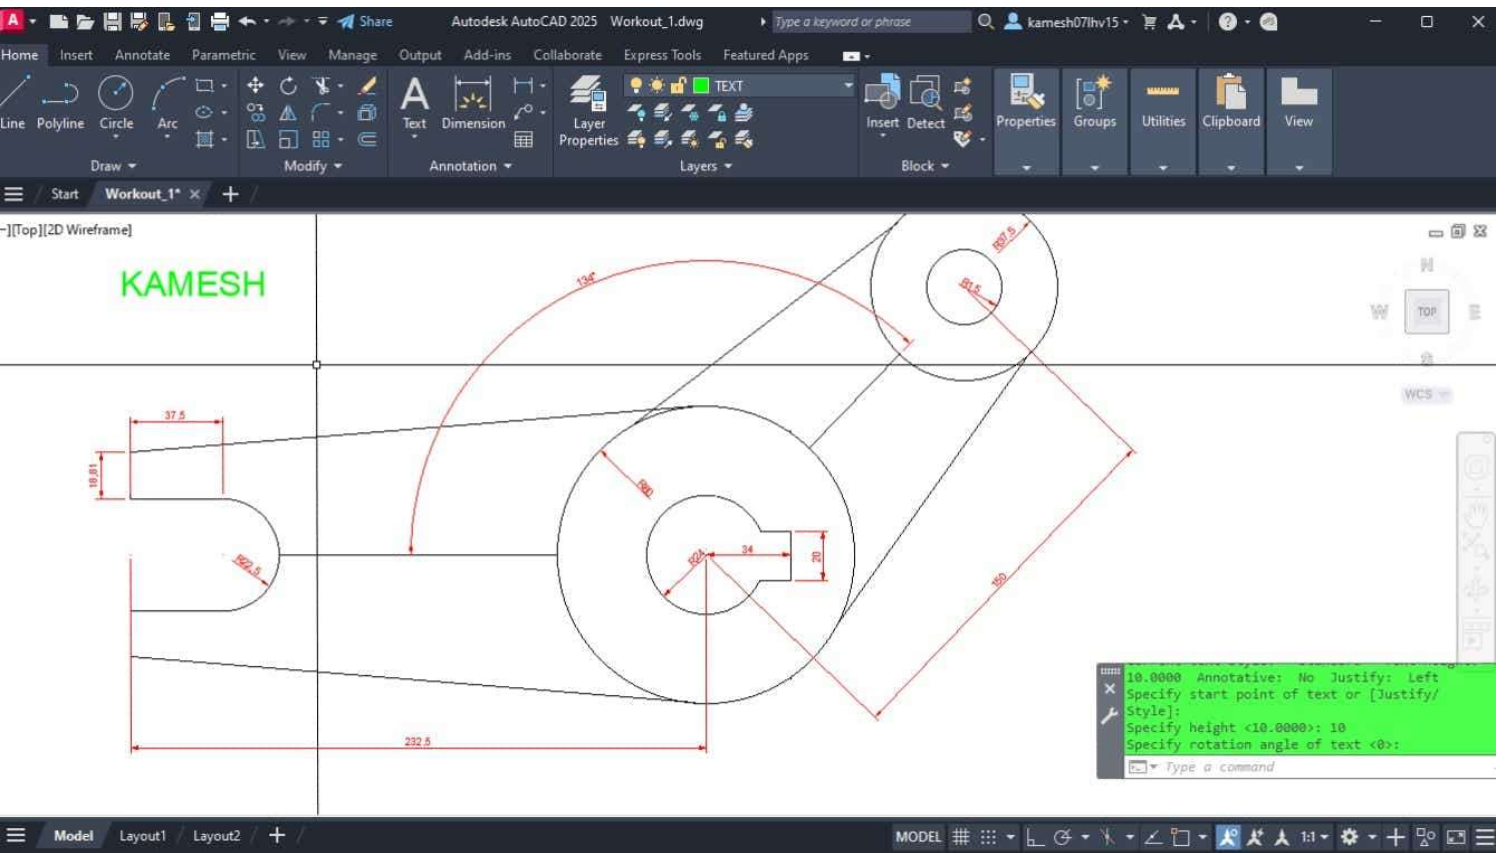 A
Share
Autodesk AutoCAD 2025 Workout_1.dwg
Type a keyword or phrase
kamesh07lhv15
Home Insert Annotate Parametric View Manage Output Add-ins Collaborate Express Tools Featured Apps
TEXT
Line Polyline Circle Arc
Text Dimension
Layer
Properties
Insert Detect
Properties Groups Utilities Clipboard View
Draw Modify Annotation Layers Block
Start Workout_1* +
−][Top][2D Wireframe]
KAMESH
N
W TOP E
S
WCS
134°
R37,5
37,5
18,81
R60
R22,5
R24
34
20
150
232,5
10.0000 Annotative: No Justify: Left
Specify start point of text or [Justify/
Style]:
Specify height <10.0000>: 10
Specify rotation angle of text <0>:
Type a command
Model Layout1 Layout2 +
MODEL
1:1